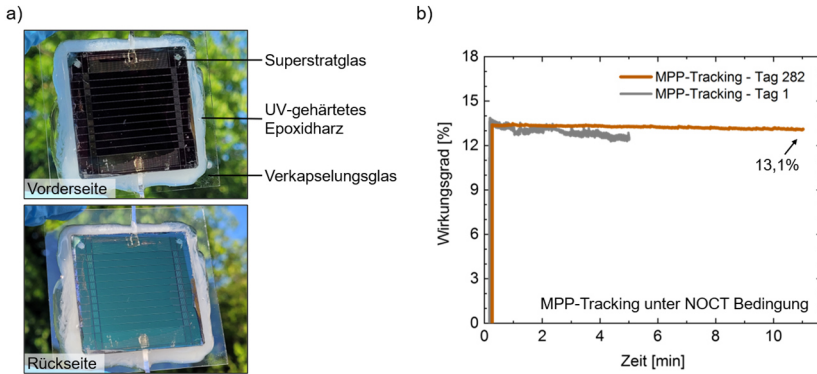 a)
Superstratglas
UV-gehärtetes
Epoxidharz
Verkapselungsglas
Vorderseite
Rückseite
b)
18
15
12
9
6
3
0
Wirkungsgrad [%]
MPP-Tracking - Tag 282
MPP-Tracking - Tag 1
13,1%
MPP-Tracking unter NOCT Bedingung
0 2 4 6 8 10
Zeit [min]